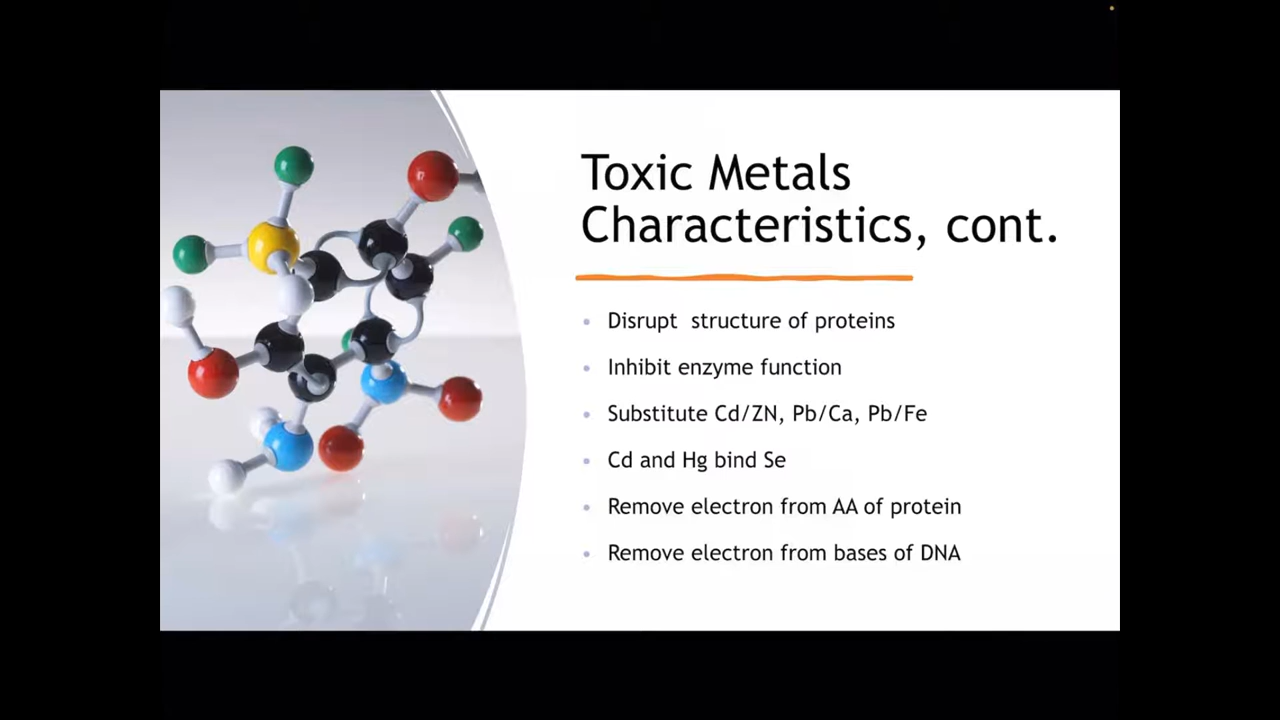 Toxic Metals
Characteristics, cont.
• Disrupt  structure of proteins
• Inhibit enzyme function
• Substitute Cd/ZN, Pb/Ca, Pb/Fe
• Cd and Hg bind Se
• Remove electron from AA of protein
• Remove electron from bases of DNA